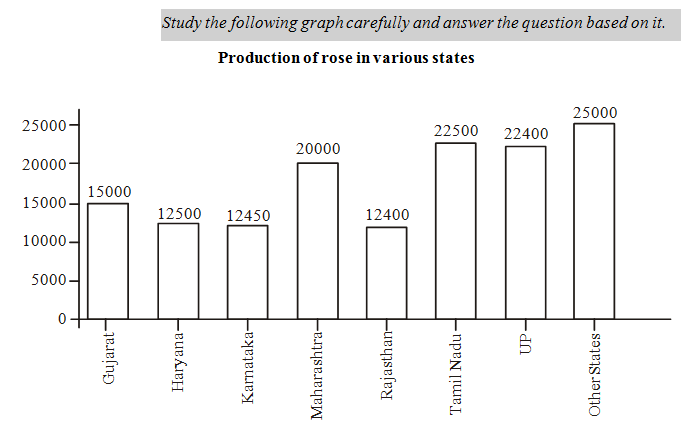 Study the following graph carefully and answer the question based on it.
Production of rose in various states
25000
20000
15000
10000
5000
0
15000
12500
12450
20000
12400
22500
22400
25000
Gujarat
Haryana
Karnataka
Maharashtra
Rajasthan
Tamil Nadu
UP
Other States